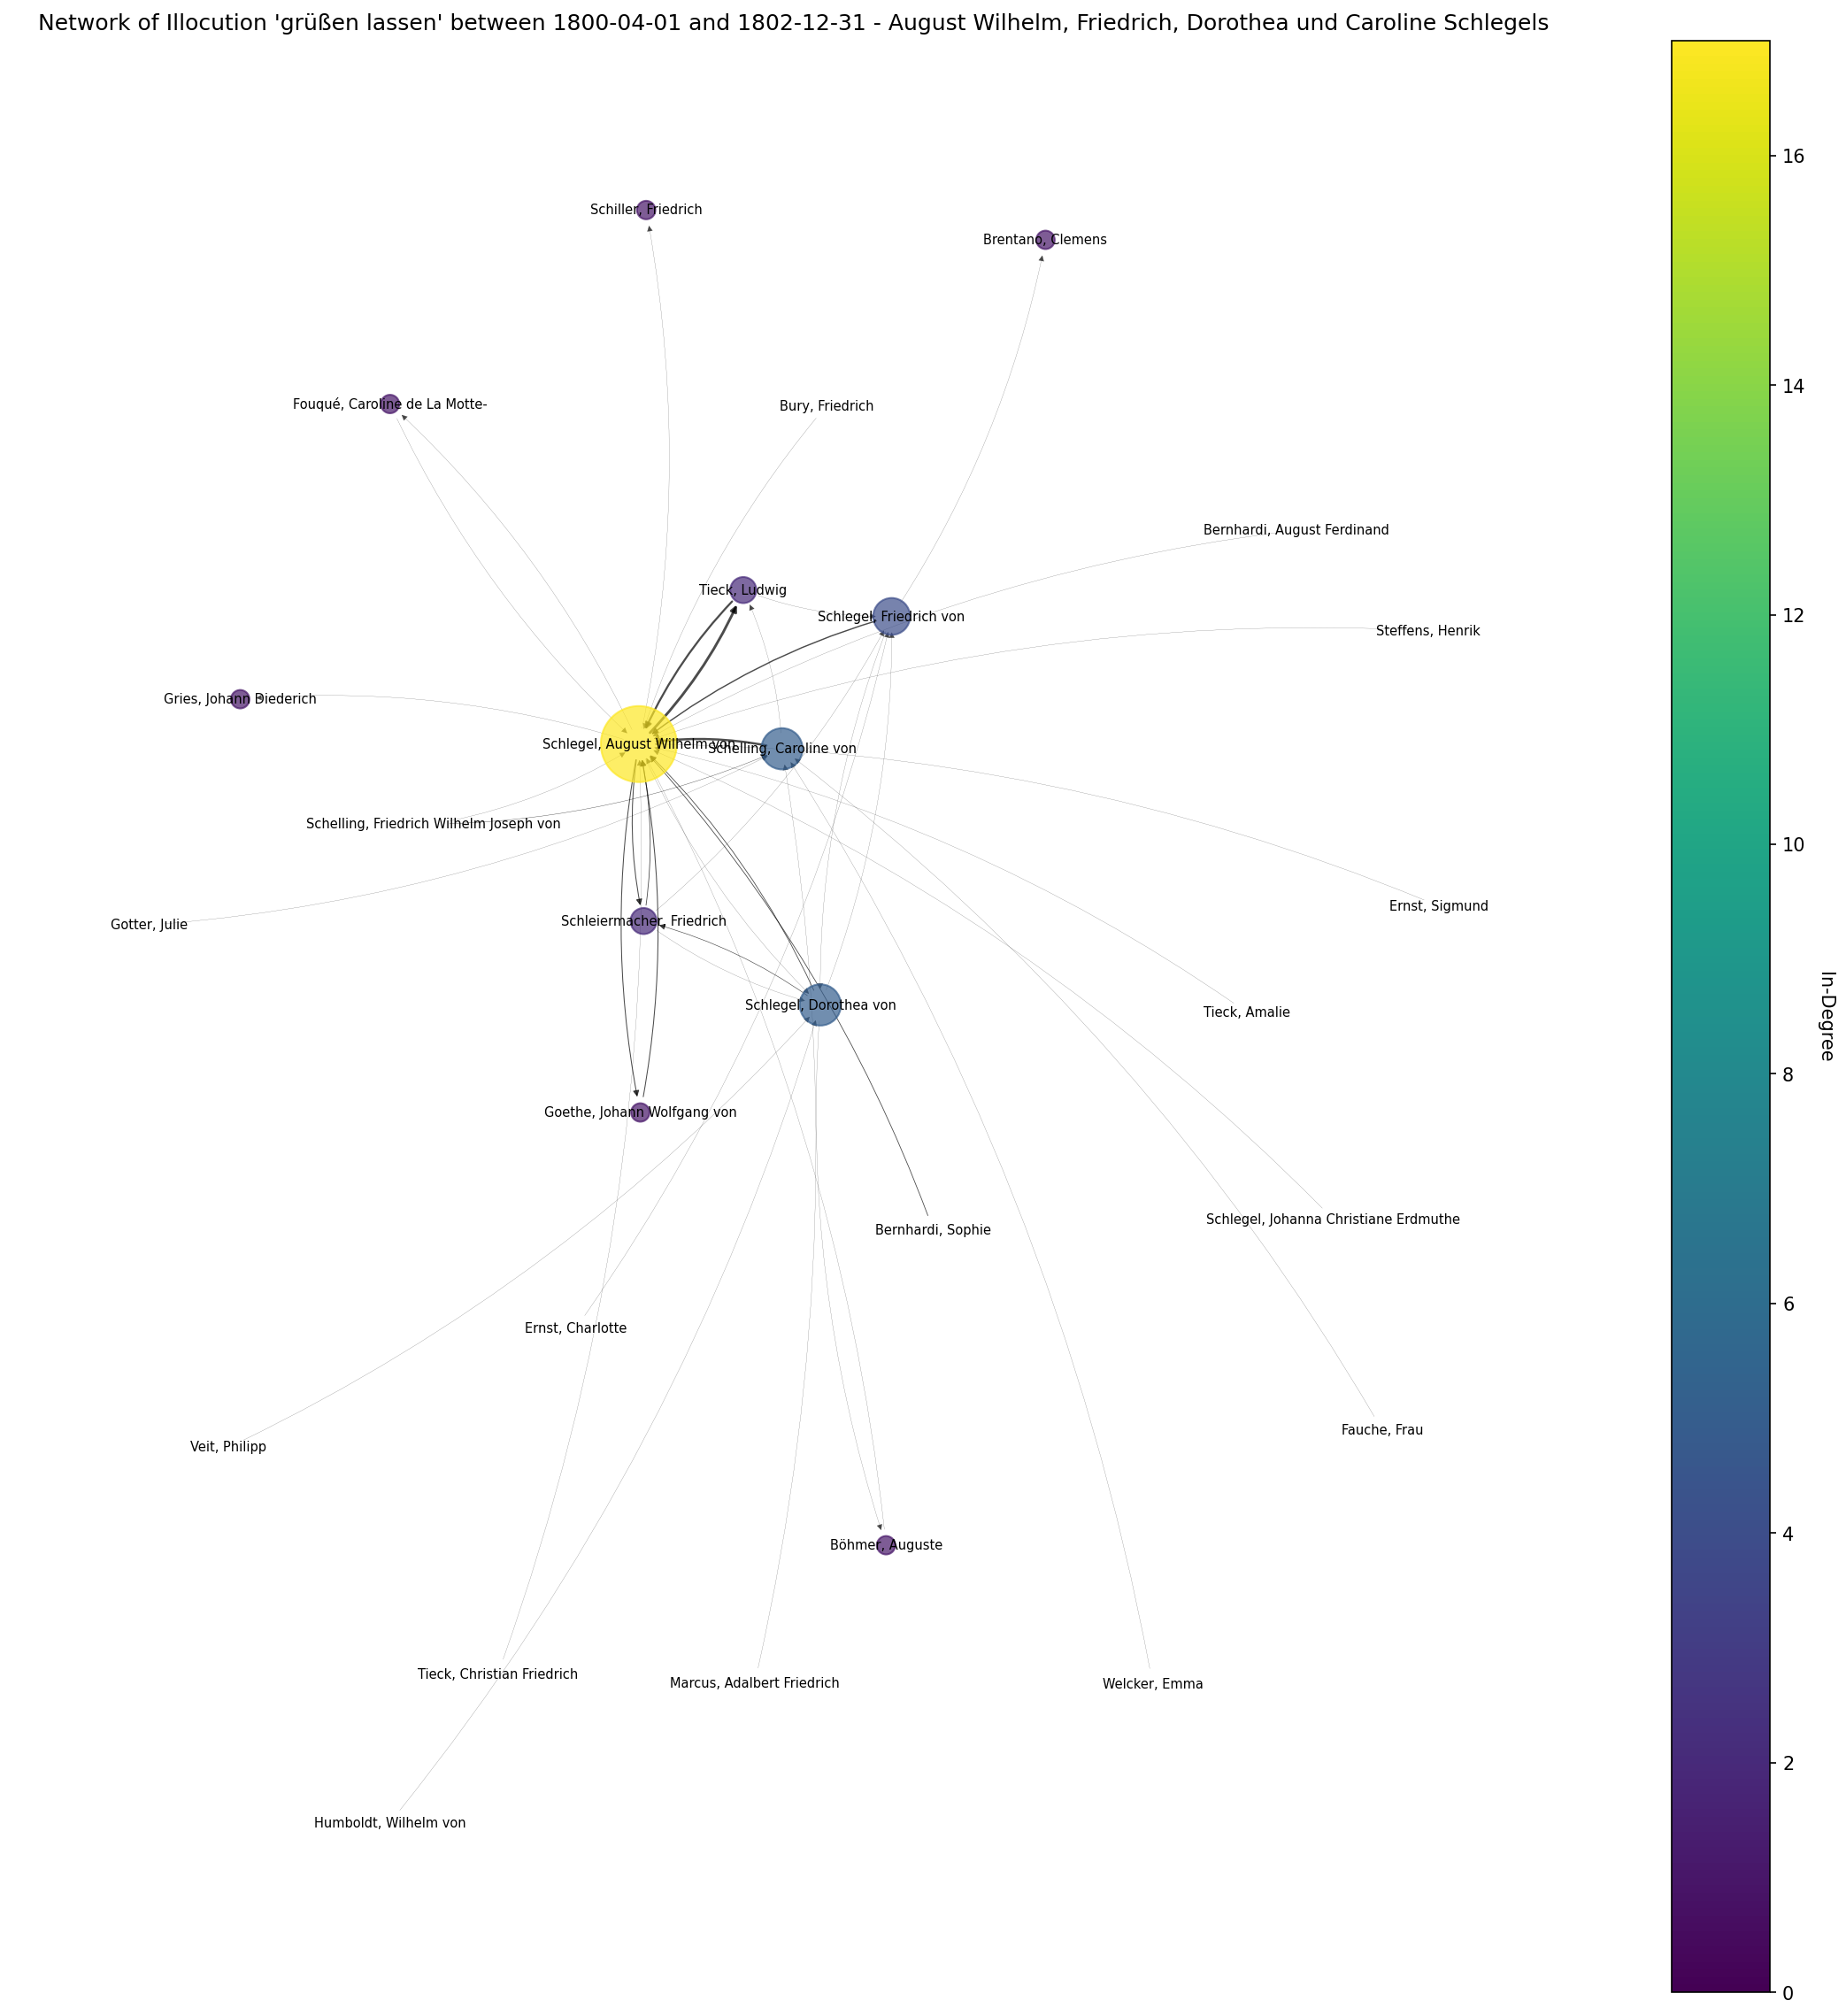 Network of Illocution 'grüßen lassen' between 1800-04-01 and 1802-12-31 - August Wilhelm, Friedrich, Dorothea und Caroline Schlegels
Schiller, Friedrich
Brentano, Clemens
Fouqué, Caroline de La Motte-
Bury, Friedrich
Bernhardi, August Ferdinand
Tieck, Ludwig
Schlegel, Friedrich von
Steffens, Henrik
Gries, Johann Diederich
Schlegel, August Wilhelm von
Schelling, Caroline von
Schelling, Friedrich Wilhelm Joseph von
Ernst, Sigmund
Gotter, Julie
Schleiermacher, Friedrich
Schlegel, Dorothea von
Tieck, Amalie
Goethe, Johann Wolfgang von
Schlegel, Johanna Christiane Erdmuthe
Bernhardi, Sophie
Ernst, Charlotte
Fauche, Frau
Veit, Philipp
Böhmer, Auguste
Tieck, Christian Friedrich
Marcus, Adalbert Friedrich
Welcker, Emma
Humboldt, Wilhelm von
16
14
12
10
8
6
4
2
0
In-Degree